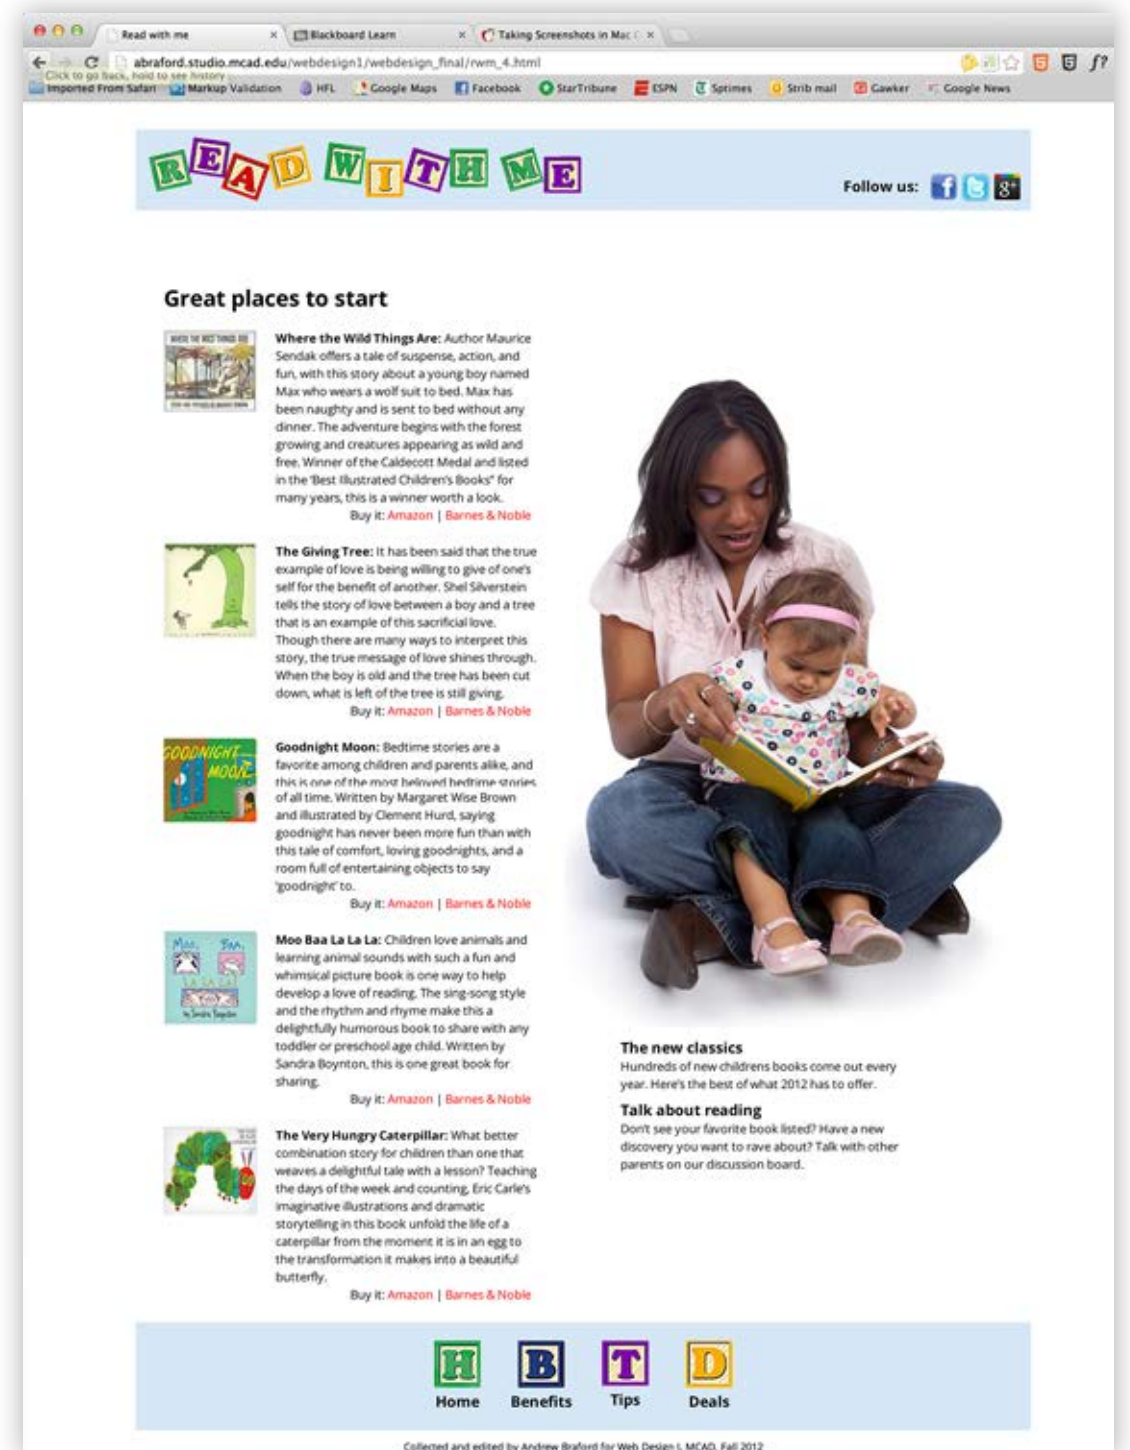 Read with me
Blackboard Learn
Taking Screenshots in Mac
abraford.studio.mcad.edu/webdesign1/webdesign_final/rwm_4.html
Click to go back, hold to see history
Imported From Safari Markup Validation HFL Google Maps Facebook StarTribune ESPN Sptimes Strib mail Gawker Google News
READ WITH ME
Follow us:
Great places to start
WHERE THE WILD THINGS ARE
Where the Wild Things Are: Author Maurice
Sendak offers a tale of suspense, action, and
fun, with this story about a young boy named
Max who wears a wolf suit to bed. Max has
been naughty and is sent to bed without any
dinner. The adventure begins with the forest
growing and creatures appearing as wild and
free. Winner of the Caldecott Medal and listed
in the 'Best Illustrated Children's Books" for
many years, this is a winner worth a look.
Buy it: Amazon | Barnes & Noble
The Giving Tree: It has been said that the true
example of love is being willing to give of one's
self for the benefit of another. Shel Silverstein
tells the story of love between a boy and a tree
that is an example of this sacrificial love.
Though there are many ways to interpret this
story, the true message of love shines through.
When the boy is old and the tree has been cut
down, what is left of the tree is still giving.
Buy it: Amazon | Barnes & Noble
GOODNIGHT
MOON
Goodnight Moon: Bedtime stories are a
favorite among children and parents alike, and
this is one of the most beloved bedtime stories
of all time. Written by Margaret Wise Brown
and illustrated by Clement Hurd, saying
goodnight has never been more fun than with
this tale of comfort, loving goodnights, and a
room full of entertaining objects to say
'goodnight' to.
Buy it: Amazon | Barnes & Noble
Moo, Baa,
LA LA LA!
by Sandra Boynton
Moo Baa La La La: Children love animals and
learning animal sounds with such a fun and
whimsical picture book is one way to help
develop a love of reading. The sing-song style
and the rhythm and rhyme make this a
delightfully humorous book to share with any
toddler or preschool age child. Written by
Sandra Boynton, this is one great book for
sharing.
Buy it: Amazon | Barnes & Noble
The Very Hungry Caterpillar: What better
combination story for children than one that
weaves a delightful tale with a lesson? Teaching
the days of the week and counting, Eric Carle's
imaginative illustrations and dramatic
storytelling in this book unfold the life of a
caterpillar from the moment it is in an egg to
the transformation it makes into a beautiful
butterfly.
Buy it: Amazon | Barnes & Noble
The new classics
Hundreds of new childrens books come out every
year. Here's the best of what 2012 has to offer.
Talk about reading
Don't see your favorite book listed? Have a new
discovery you want to rave about? Talk with other
parents on our discussion board.
H B T D
Home Benefits Tips Deals
Collected and edited by Andrew Braford for Web Design I, MCAD, Fall 2012